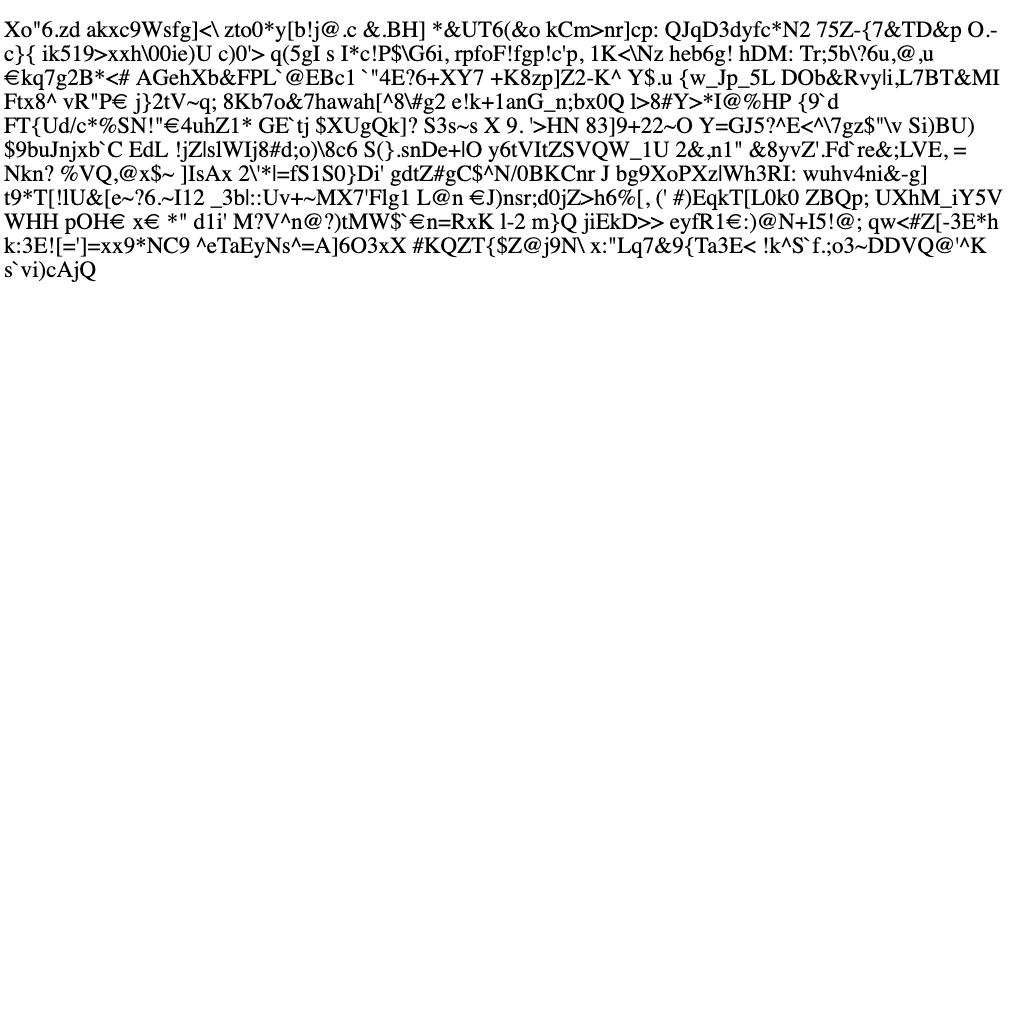 Xo"6.zd akxc9Wsfg]<\ zto0*y[b!j@.c &.BH] *&UT6(&o kCm>nr]cp: QJqD3dyfc*N2 75Z-{7&TD&p O.-
c}{ ik519>xxh\00ie)U c)0'> q(5gI s I*c!P$\G6i, rpfoF!fgp!c'p, 1K<\Nz heb6g! hDM: Tr;5b\?6u,@,u
€kq7g2B*<# AGehXb&FPL`@EBc1 `"4E?6+XY7 +K8zp]Z2-K^ Y$.u {w_Jp_5L DOb&Rvy|i,L7BT&MI
Ftx8^ vR"P€ j}2tV~q; 8Kb7o&7hawah[^8\#g2 e!k+1anG_n;bx0Q l>8#Y>*I@%HP {9`d
FT{Ud/c*%SN!"€4uhZ1* GE`tj $XUgQk]? S3s~s X 9. '>HN 83]9+22~O Y=GJ5?^E<^\7gz$"\v Si)BU)
$9buJnjxb`C EdL !jZ|slWIj8#d;o)\8c6 S(}.snDe+|O y6tVItZSVQW_1U 2&,n1" &8yvZ'.Fd`re&;LVE, =
Nkn? %VQ,@x$~ ]IsAx 2\'*|=fS1S0}Di' gdtZ#gC$^N/0BKCnr J bg9XoPXz|Wh3RI: wuhv4ni&-g]
t9*T[!lU&[e~?6.~I12 _3b|::Uv+~MX7'Flg1 L@n €J)nsr;d0jZ>h6%[, (' #)EqkT[L0k0 ZBQp; UXhM_iY5V
WHH pOH€ x€ *" d1i' M?V^n@?)tMW$`€n=RxK l-2 m}Q jiEkD>> eyfR1€:)@N+I5!@; qw<#Z[-3E*h
k:3E![=']=xx9*NC9 ^eTaEyNs^=A]6O3xX #KQZT{$Z@j9N\ x:"Lq7&9{Ta3E< !k^S`f.;o3~DDVQ@'^K
s`vi)cAjQ